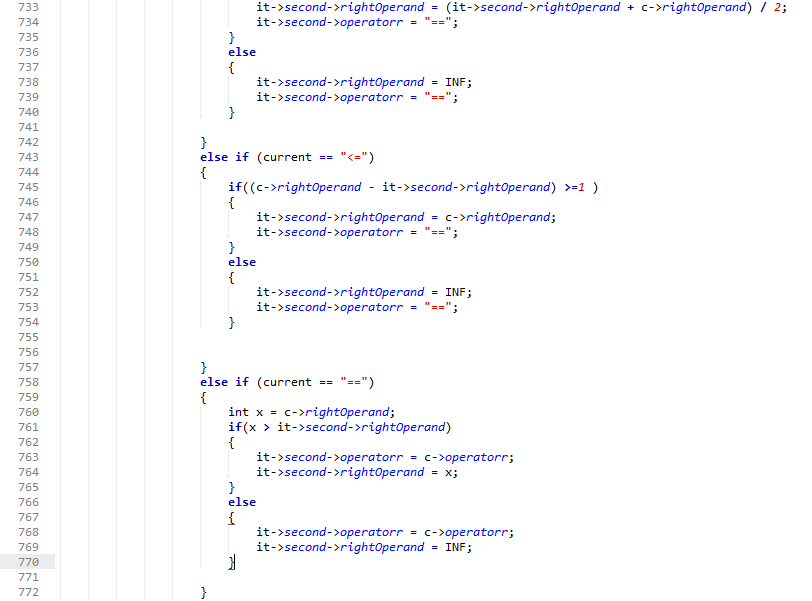 733 it->second->rightOperand = (it->second->rightOperand + c->rightOperand) / 2;
734 it->second->operatorr = "==";
735 }
736 else
737 {
738 it->second->rightOperand = INF;
739 it->second->operatorr = "==";
740 }
741
742 }
743 else if (current == "<=")
744 {
745 if((c->rightOperand - it->second->rightOperand) >=1 )
746 {
747 it->second->rightOperand = c->rightOperand;
748 it->second->operatorr = "==";
749 }
750 else
751 {
752 it->second->rightOperand = INF;
753 it->second->operatorr = "==";
754 }
755
756
757 }
758 else if (current == "==")
759 {
760 int x = c->rightOperand;
761 if(x > it->second->rightOperand)
762 {
763 it->second->operatorr = c->operatorr;
764 it->second->rightOperand = x;
765 }
766 else
767 {
768 it->second->operatorr = c->operatorr;
769 it->second->rightOperand = INF;
770 }
771
772 }